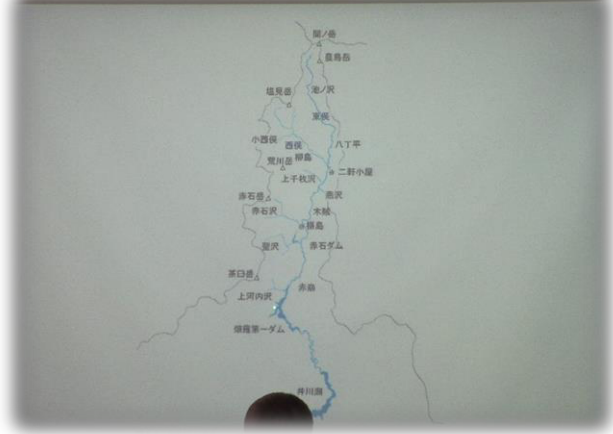 間ノ岳
農鳥岳
塩見岳
池ノ沢
東俣
小西俣
西俣
八丁平
柳島
荒川岳
二軒小屋
上千枚沢
燕沢
赤石岳
赤石沢
木賊
椹島
聖沢
赤石ダム
茶臼岳
赤崩
上河内沢
畑薙第一ダム
井川湖